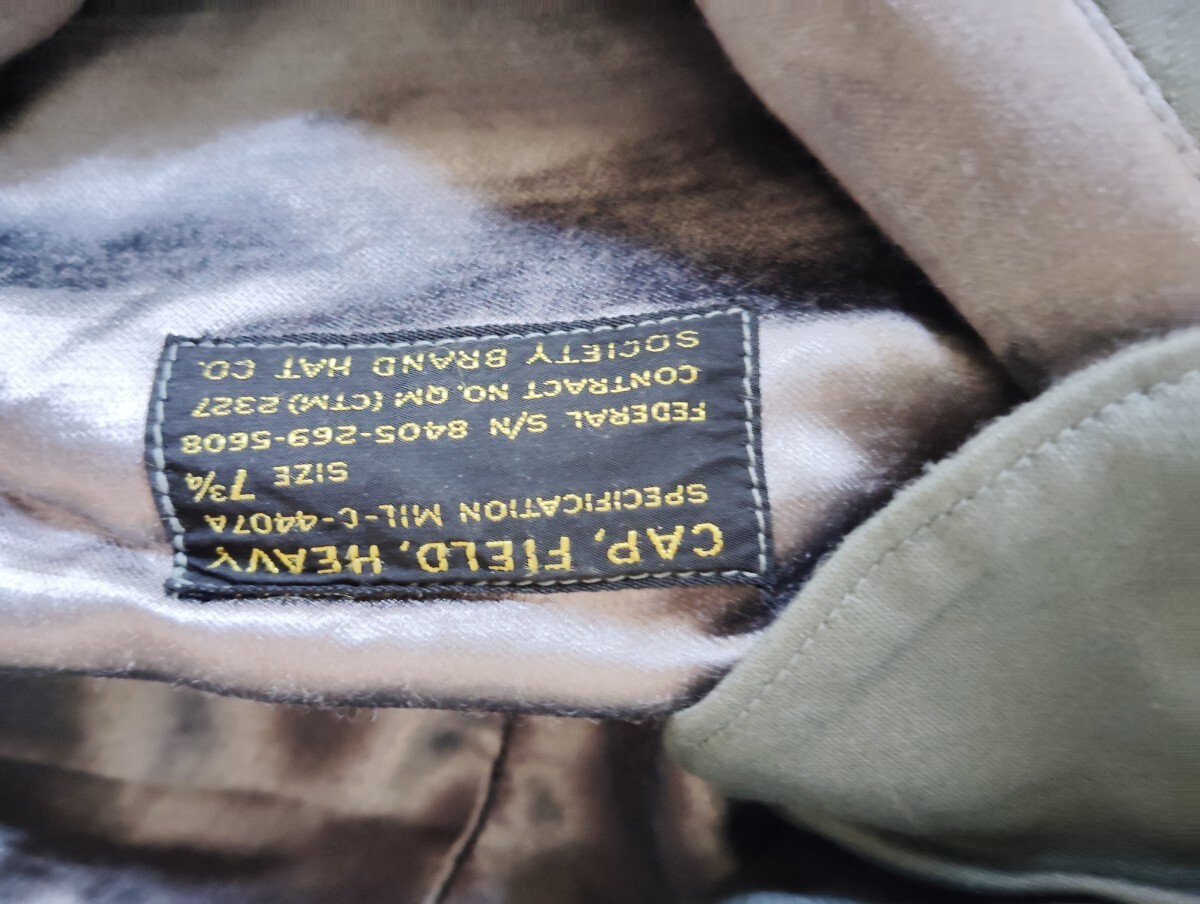 CAP, FIELD, HEAVY
SPECIFICATION MIL-C-4407A
SIZE 7¾
FEDERAL S/N 8405-269-5608
CONTRACT NO. QM (CTM) 2327
SOCIETY BRAND HAT CO.